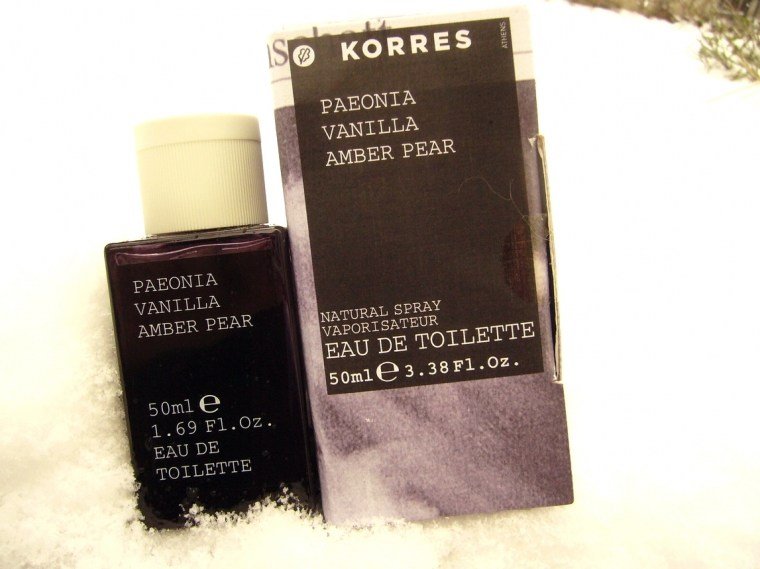 KORRES
ATHENS
PAEONIA
VANILLA
AMBER PEAR
NATURAL SPRAY
VAPORISATEUR
EAU DE TOILETTE
50ml e 3.38 Fl.Oz.
PAEONIA
VANILLA
AMBER PEAR
50ml e
1.69 Fl.Oz.
EAU DE
TOILETTE